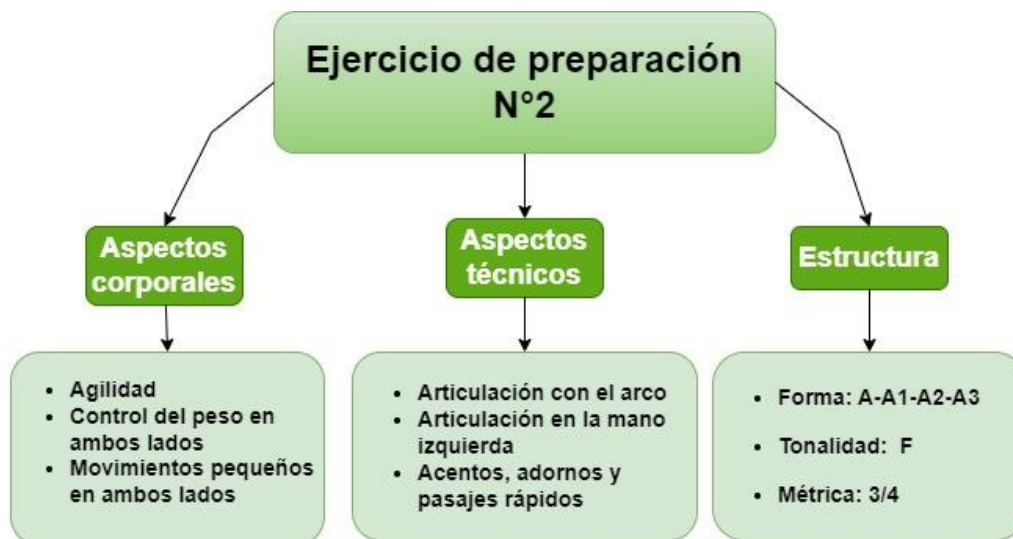 Ejercicio de preparación
N°2
Aspectos
corporales
Aspectos
técnicos
Estructura
• Agilidad
• Control del peso en
ambos lados
• Movimientos pequeños
en ambos lados
• Articulación con el arco
• Articulación en la mano
izquierda
• Acentos, adornos y
pasajes rápidos
• Forma: A-A1-A2-A3
• Tonalidad: F
• Métrica: 3/4